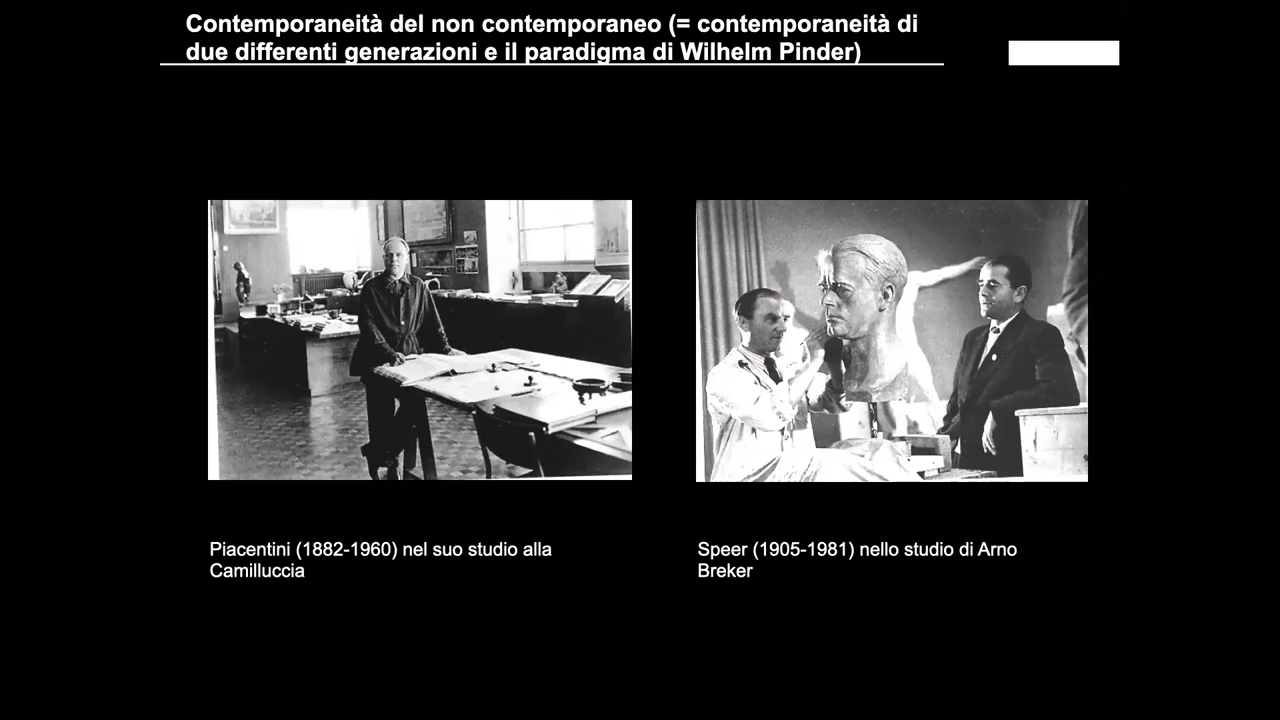 Contemporaneità del non contemporaneo (= contemporaneità di
due differenti generazioni e il paradigma di Wilhelm Pinder)
Piacentini (1882-1960) nel suo studio alla
Camilluccia
Speer (1905-1981) nello studio di Arno
Breker